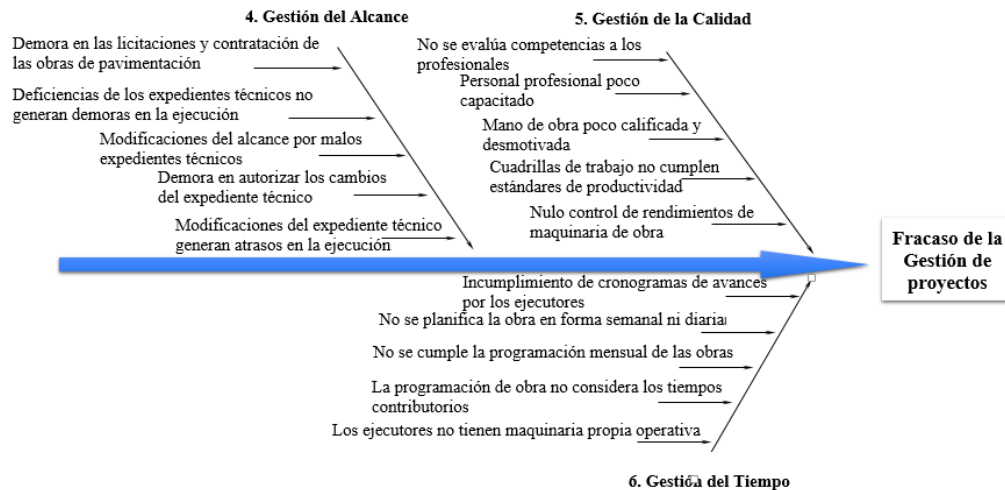 4. Gestión del Alcance
Demora en las licitaciones y contratación de
las obras de pavimentación
Deficiencias de los expedientes técnicos no
generan demoras en la ejecución
Modificaciones del alcance por malos
expedientes técnicos
Demora en autorizar los cambios
del expediente técnico
Modificaciones del expediente técnico
generan atrasos en la ejecución
5. Gestión de la Calidad
No se evalúa competencias a los
profesionales
Personal profesional poco
capacitado
Mano de obra poco calificada y
desmotivada
Cuadrillas de trabajo no cumplen
estándares de productividad
Nulo control de rendimientos de
maquinaria de obra
Fracaso de la
Gestión de
proyectos
Incumplimiento de cronogramas de avances
por los ejecutores
No se planifica la obra en forma semanal ni diaria
No se cumple la programación mensual de las obras
La programación de obra no considera los tiempos
contributorios
Los ejecutores no tienen maquinaria propia operativa
6. Gestión del Tiempo